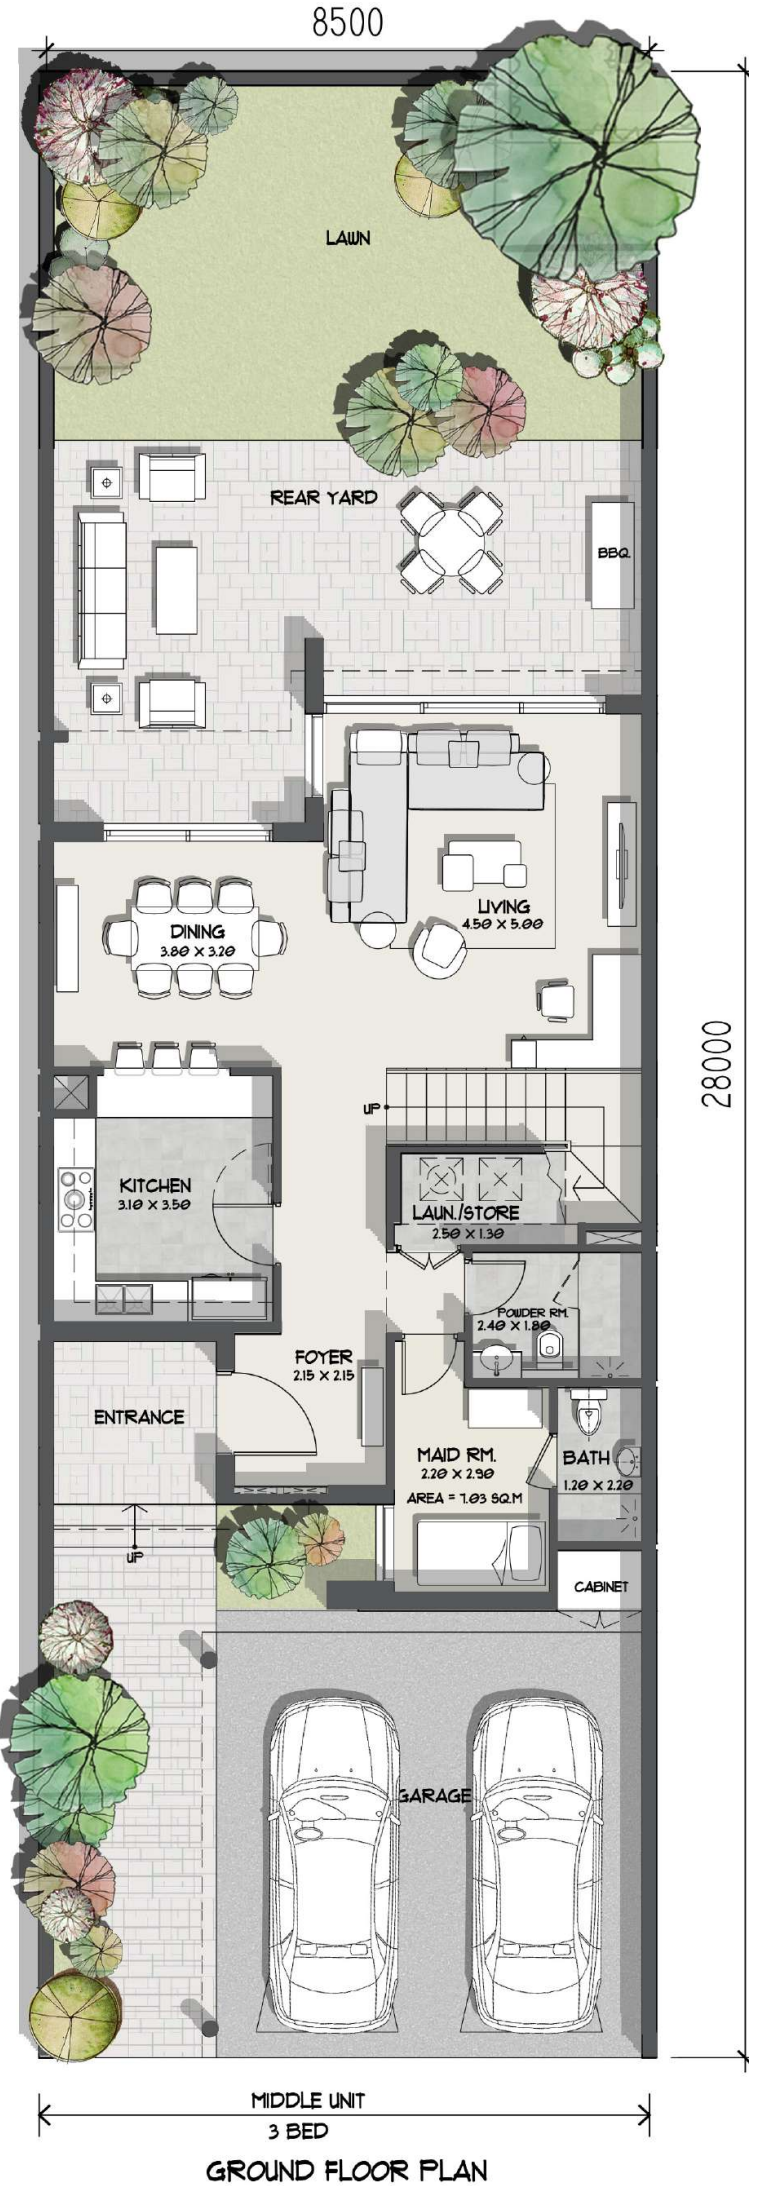 8500
LAWN
REAR YARD
BBQ
LIVING
4.50 X 5.00
DINING
3.80 X 3.20
28000
UP
KITCHEN
3.10 X 3.50
LAUN./STORE
2.50 X 1.30
POWDER RM.
2.40 X 1.80
FOYER
2.15 X 2.15
ENTRANCE
MAID RM.
2.20 X 2.90
AREA = 7.03 SQ.M
BATH
1.20 X 2.20
UP
CABINET
GARAGE
MIDDLE UNIT
3 BED
GROUND FLOOR PLAN